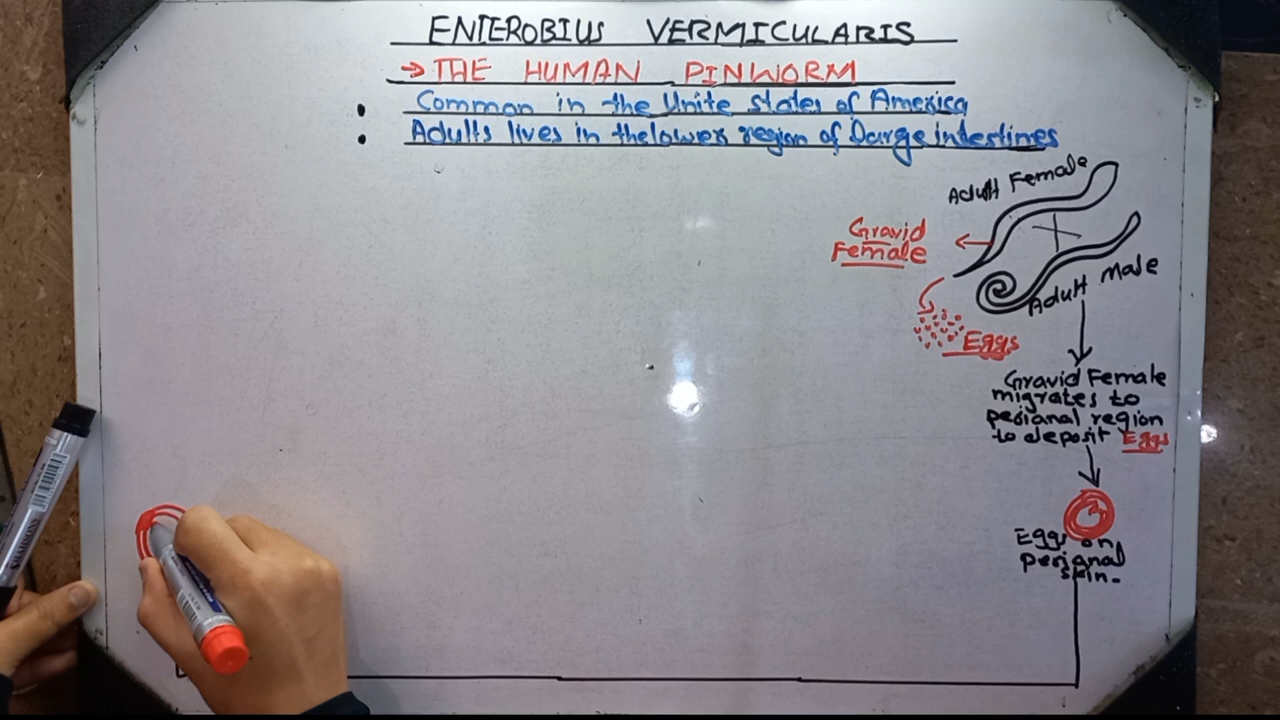 ENTEROBIUS VERMICULARIS
→ THE HUMAN PINWORM
• Common in the Unite states of America
• Adults lives in the lower region of Large intestines
Adult Female
Gravid
Female
Adult Male
Eggs
Gravid Female
migrates to
perianal region
to deposit Eggs
Eggs on
perianal
skin.